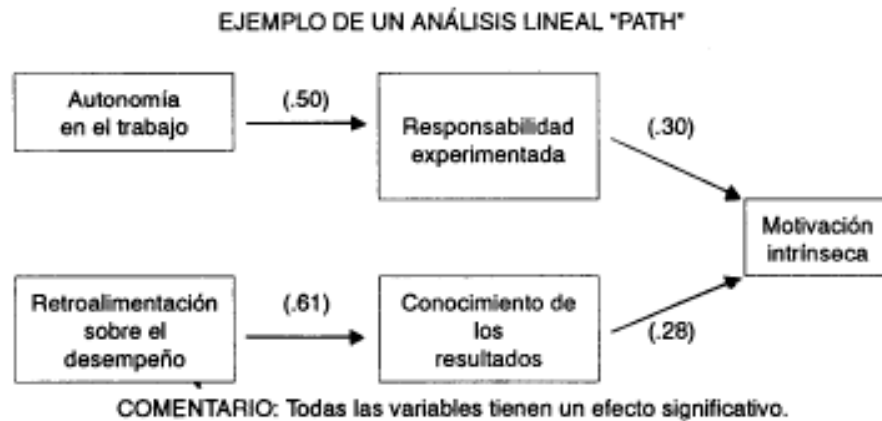 EJEMPLO DE UN ANÁLISIS LINEAL "PATH"
Autonomía
en el trabajo
(.50)
Responsabilidad
experimentada
(.30)
Motivación
intrínseca
Retroalimentación
sobre el
desempeño
(.61)
Conocimiento de
los
resultados
(.28)
COMENTARIO: Todas las variables tienen un efecto significativo.